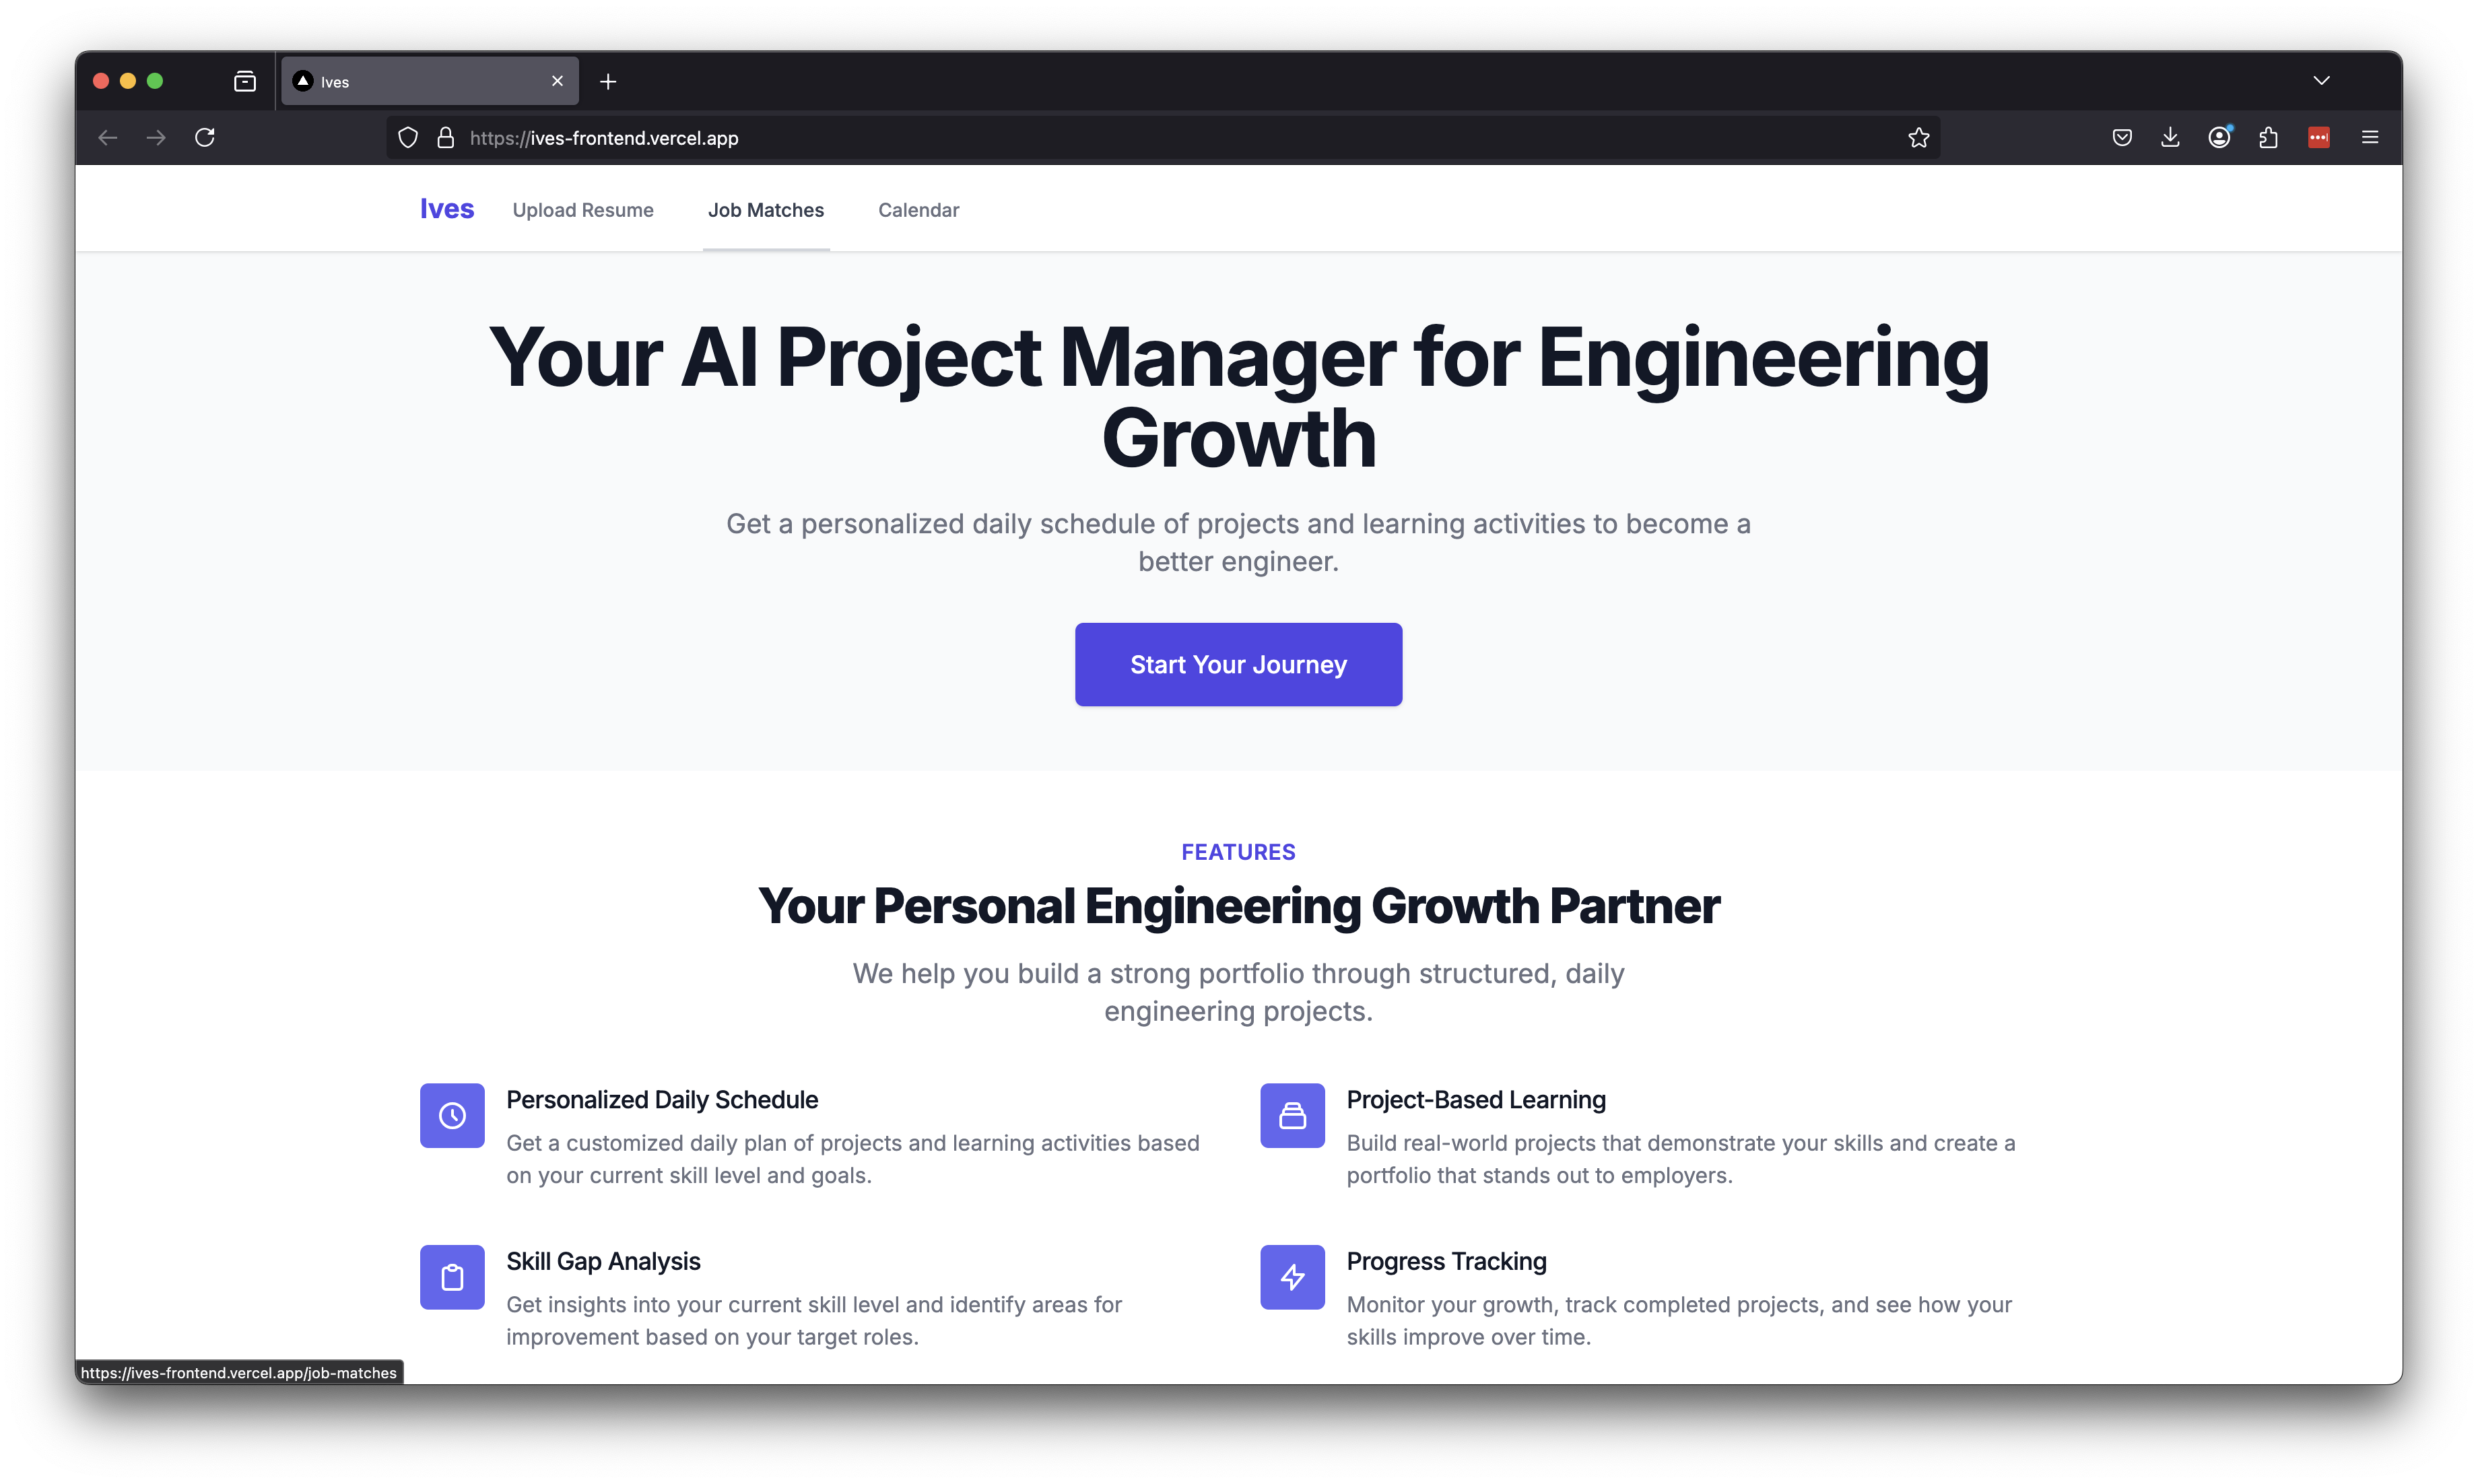 Ives
https://ives-frontend.vercel.app
Ives
Upload Resume
Job Matches
Calendar
Your AI Project Manager for Engineering
Growth
Get a personalized daily schedule of projects and learning activities to become a
better engineer.
Start Your Journey
FEATURES
Your Personal Engineering Growth Partner
We help you build a strong portfolio through structured, daily
engineering projects.
Personalized Daily Schedule
Get a customized daily plan of projects and learning activities based
on your current skill level and goals.
Project-Based Learning
Build real-world projects that demonstrate your skills and create a
portfolio that stands out to employers.
Skill Gap Analysis
Get insights into your current skill level and identify areas for
improvement based on your target roles.
Progress Tracking
Monitor your growth, track completed projects, and see how your
skills improve over time.
https://ives-frontend.vercel.app/job-matches